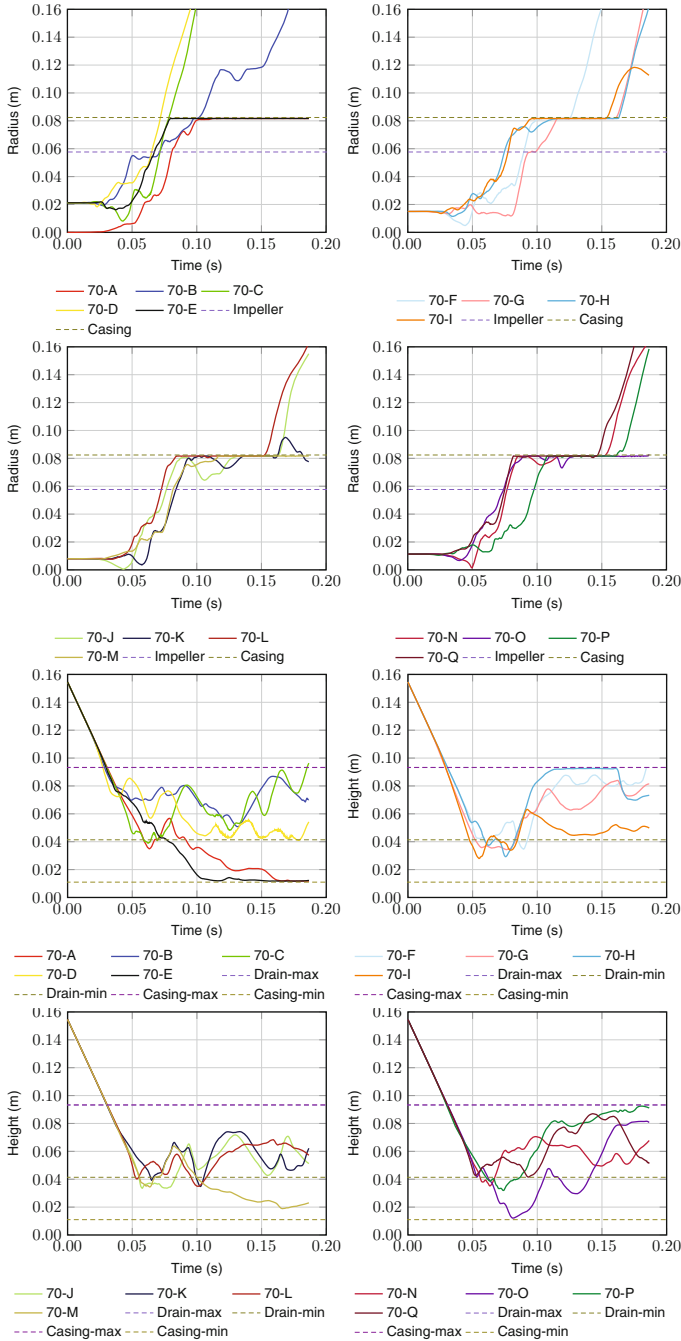 0.16
0.14
0.12
0.10
0.08
0.06
0.04
0.02
0.00
Radius (m)
0.00 0.05 0.10 0.15 0.20
Time (s)
70-A 70-B 70-C
70-D 70-E Impeller
Casing
0.16
0.14
0.12
0.10
0.08
0.06
0.04
0.02
0.00
Radius (m)
0.00 0.05 0.10 0.15 0.20
Time (s)
70-F 70-G 70-H
70-I Impeller Casing
0.16
0.14
0.12
0.10
0.08
0.06
0.04
0.02
0.00
Radius (m)
0.00 0.05 0.10 0.15 0.20
Time (s)
70-J 70-K 70-L
70-M Impeller Casing
0.16
0.14
0.12
0.10
0.08
0.06
0.04
0.02
0.00
Radius (m)
0.00 0.05 0.10 0.15 0.20
Time (s)
70-N 70-O 70-P
70-Q Impeller Casing
0.16
0.14
0.12
0.10
0.08
0.06
0.04
0.02
0.00
Height (m)
0.00 0.05 0.10 0.15 0.20
Time (s)
70-A 70-B 70-C
70-D 70-E Drain-max
Drain-min Casing-max Casing-min
0.16
0.14
0.12
0.10
0.08
0.06
0.04
0.02
0.00
Height (m)
0.00 0.05 0.10 0.15 0.20
Time (s)
70-F 70-G 70-H
70-I Drain-max Drain-min
Casing-max Casing-min
0.16
0.14
0.12
0.10
0.08
0.06
0.04
0.02
0.00
Height (m)
0.00 0.05 0.10 0.15 0.20
Time (s)
70-J 70-K 70-L
70-M Drain-max Drain-min
Casing-max Casing-min
0.16
0.14
0.12
0.10
0.08
0.06
0.04
0.02
0.00
Height (m)
0.00 0.05 0.10 0.15 0.20
Time (s)
70-N 70-O 70-P
70-Q Drain-max Drain-min
Casing-max Casing-min